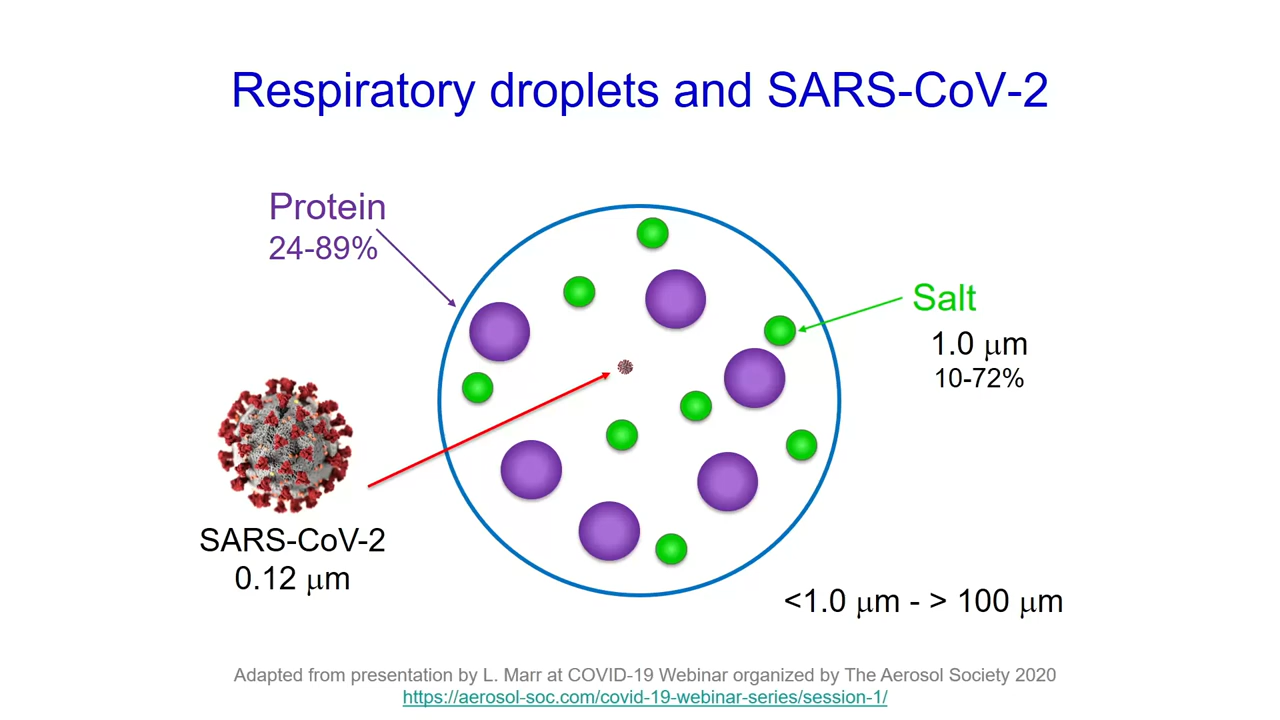 Respiratory droplets and SARS-CoV-2
Protein
24-89%
Salt
1.0 μm
10-72%
SARS-CoV-2
0.12 μm
<1.0 μm - > 100 μm
Adapted from presentation by L. Marr at COVID-19 Webinar organized by The Aerosol Society 2020
https://aerosol-soc.com/covid-19-webinar-series/session-1/